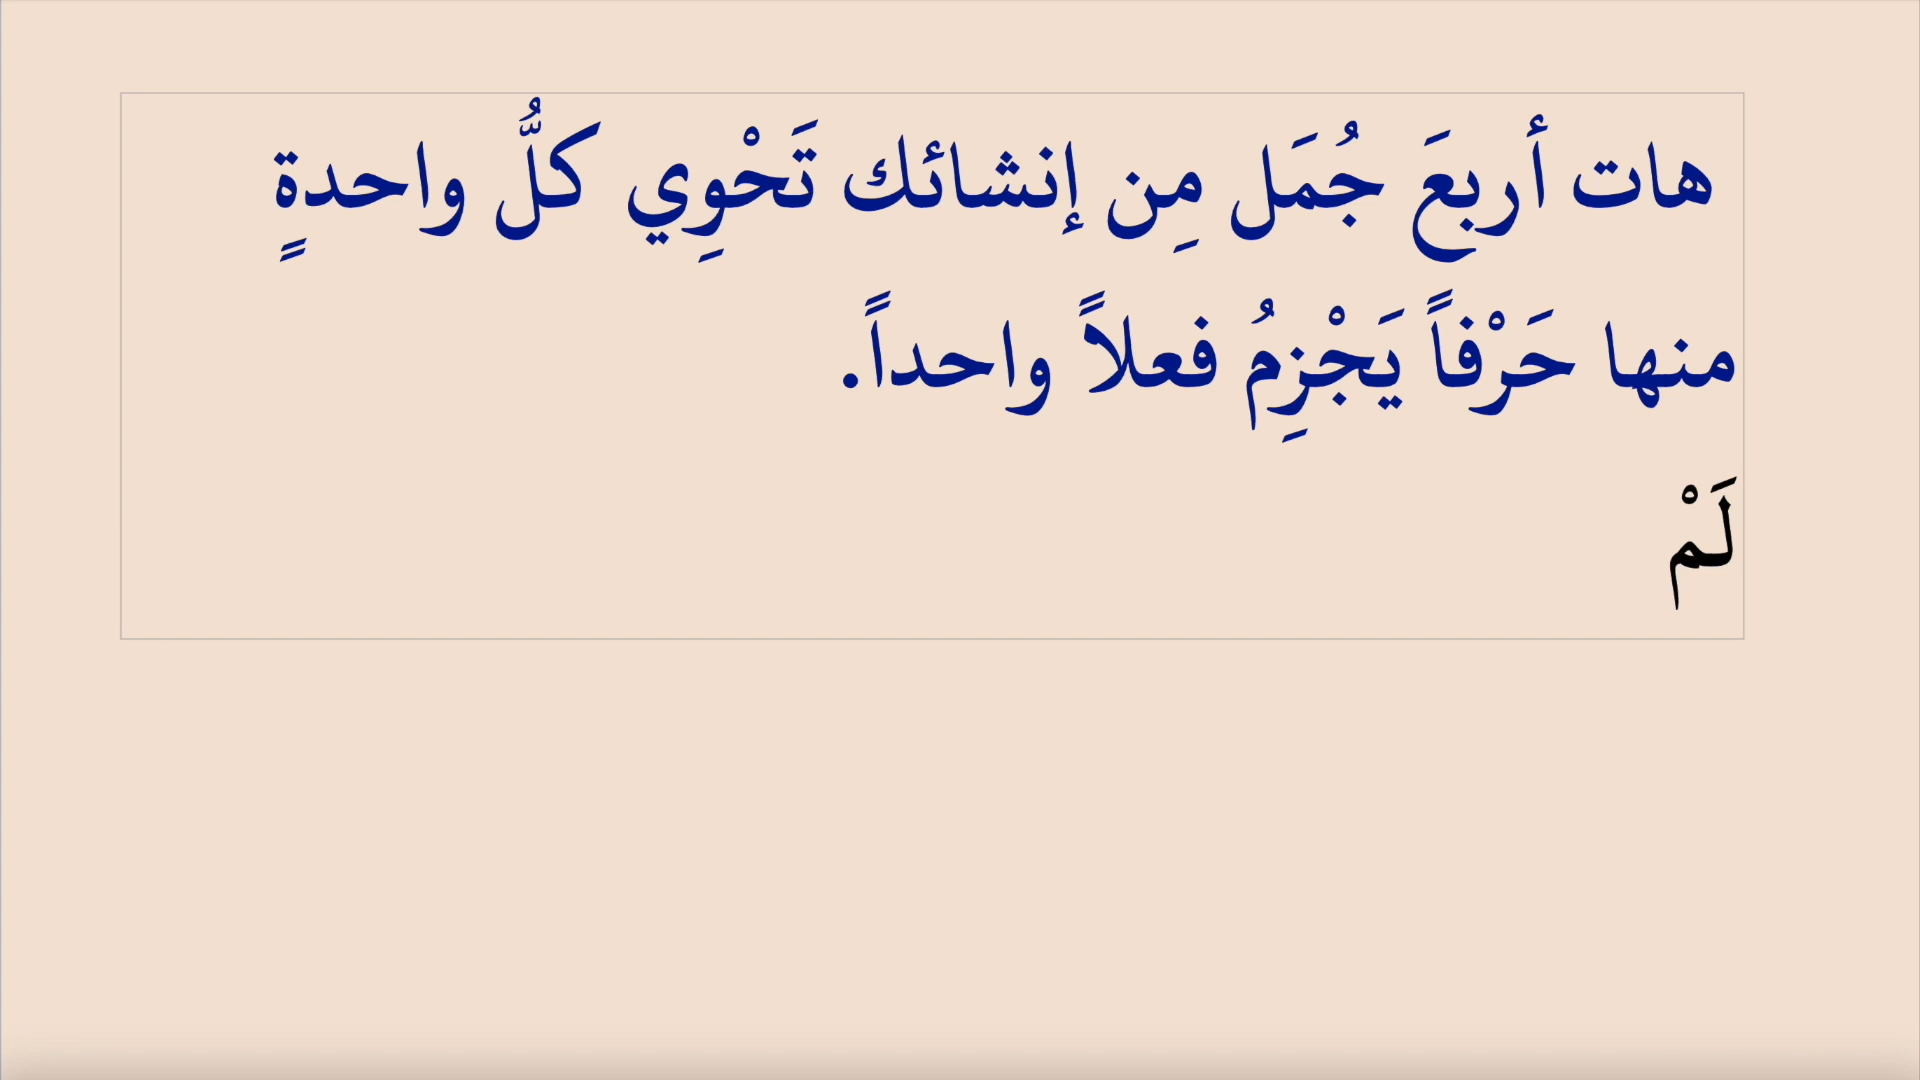 هات أربعَ جُمَل مِن إنشائك تَحْوِي كلُّ واحدةٍ
منها حَرْفاً يَجْزِمُ فعلاً واحداً.
لَمْ